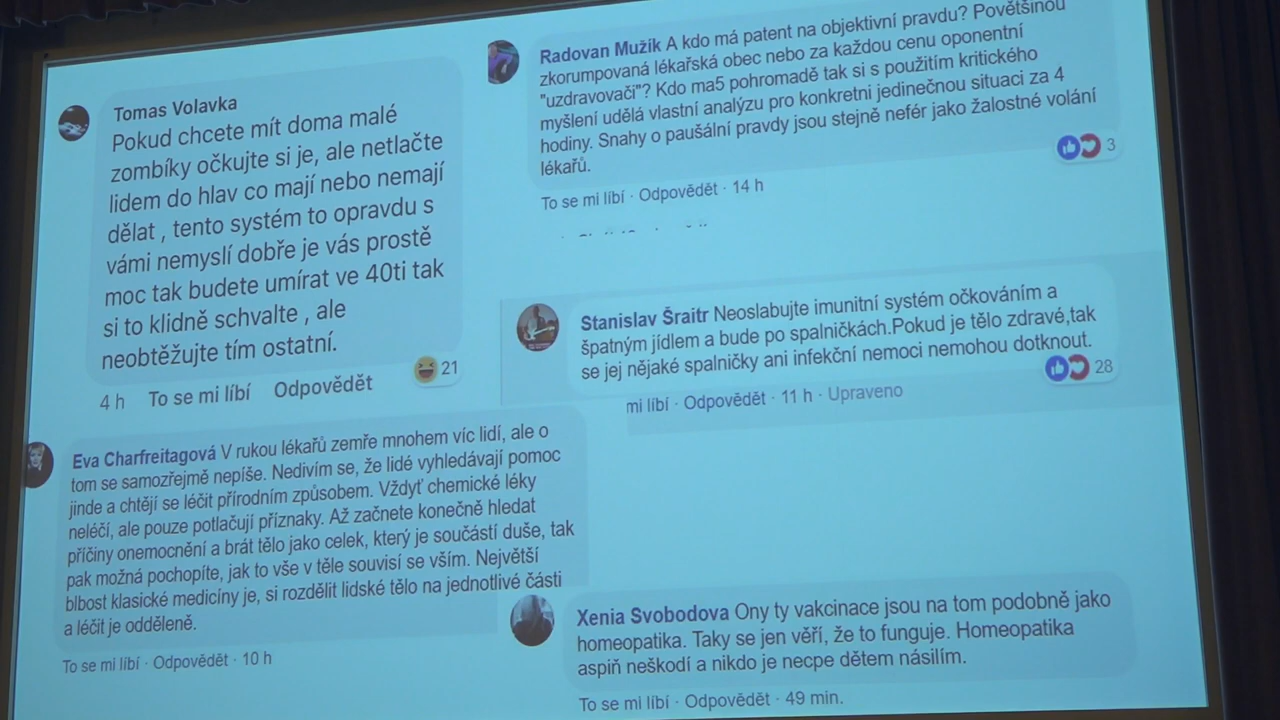 Tomas Volavka
Pokud chcete mít doma malé
zombíky očkujte si je, ale netlačte
lidem do hlav co mají nebo nemají
dělat , tento systém to opravdu s
vámi nemyslí dobře je vás prostě
moc tak budete umírat ve 40ti tak
si to klidně schvalte , ale
neobtěžujte tím ostatní.
21
4 h To se mi líbí Odpovědět
Eva Charfreitagová V rukou lékařů zemře mnohem víc lidí, ale o
tom se samozřejmě nepíše. Nedivím se, že lidé vyhledávají pomoc
jinde a chtějí se léčit přírodním způsobem. Vždyť chemické léky
neléčí, ale pouze potlačují příznaky. Až začnete konečně hledat
příčiny onemocnění a brát tělo jako celek, který je součástí duše, tak
pak možná pochopíte, jak to vše v těle souvisí se vším. Největší
blbost klasické medicíny je, si rozdělit lidské tělo na jednotlivé části
a léčit je odděleně.
To se mi líbí · Odpovědět · 10 h
Radovan Mužík A kdo má patent na objektivní pravdu? Povětšinou
zkorumpovaná lékařská obec nebo za každou cenu oponentní
"uzdravovači"? Kdo ma5 pohromadě tak si s použitím kritického
myšlení udělá vlastní analýzu pro konkretni jedinečnou situaci za 4
hodiny. Snahy o paušální pravdy jsou stejně nefér jako žalostné volání
lékařů.
3
To se mi líbí · Odpovědět · 14 h
Stanislav Šraitr Neoslabujte imunitní systém očkováním a
špatným jídlem a bude po spalničkách.Pokud je tělo zdravé,tak
se jej nějaké spalničky ani infekční nemoci nemohou dotknout.
28
mi líbí · Odpovědět · 11 h · Upraveno
Xenia Svobodova Ony ty vakcinace jsou na tom podobně jako
homeopatika. Taky se jen věří, že to funguje. Homeopatika
aspiň neškodí a nikdo je necpe dětem násilím.
To se mi líbí · Odpovědět · 49 min.